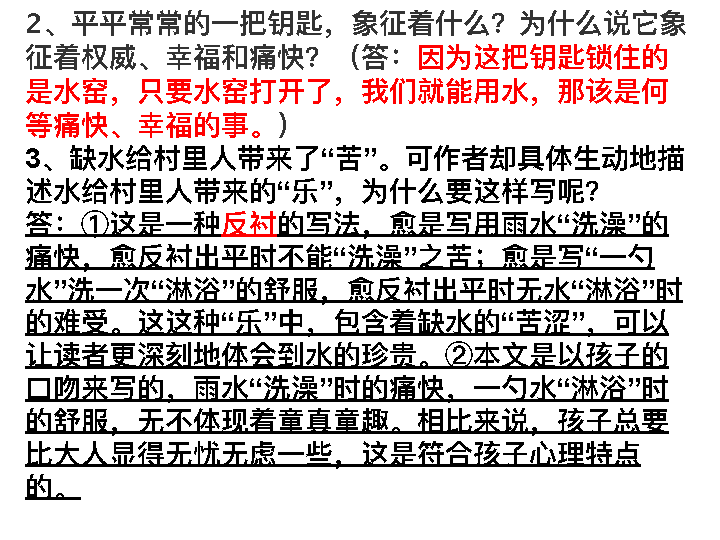 2、平平常常的一把钥匙，象征着什么？为什么说它象
征着权威、幸福和痛快？（答：因为这把钥匙锁住的
是水窑，只要水窑打开了，我们就能用水，那该是何
等痛快、幸福的事。）
3、缺水给村里人带来了“苦”。可作者却具体生动地描
述水给村里人带来的“乐”，为什么要这样写呢？
答：①这是一种反衬的写法，愈是写用雨水“洗澡”的
痛快，愈反衬出平时不能“洗澡”之苦；愈是写“一勺
水”洗一次“淋浴”的舒服，愈反衬出平时无水“淋浴”时
的难受。这这种“乐”中，包含着缺水的“苦涩”，可以
让读者更深刻地体会到水的珍贵。②本文是以孩子的
口吻来写的，雨水“洗澡”时的痛快，一勺水“淋浴”时
的舒服，无不体现着童真童趣。相比来说，孩子总要
比大人显得无忧无虑一些，这是符合孩子心理特点
的。